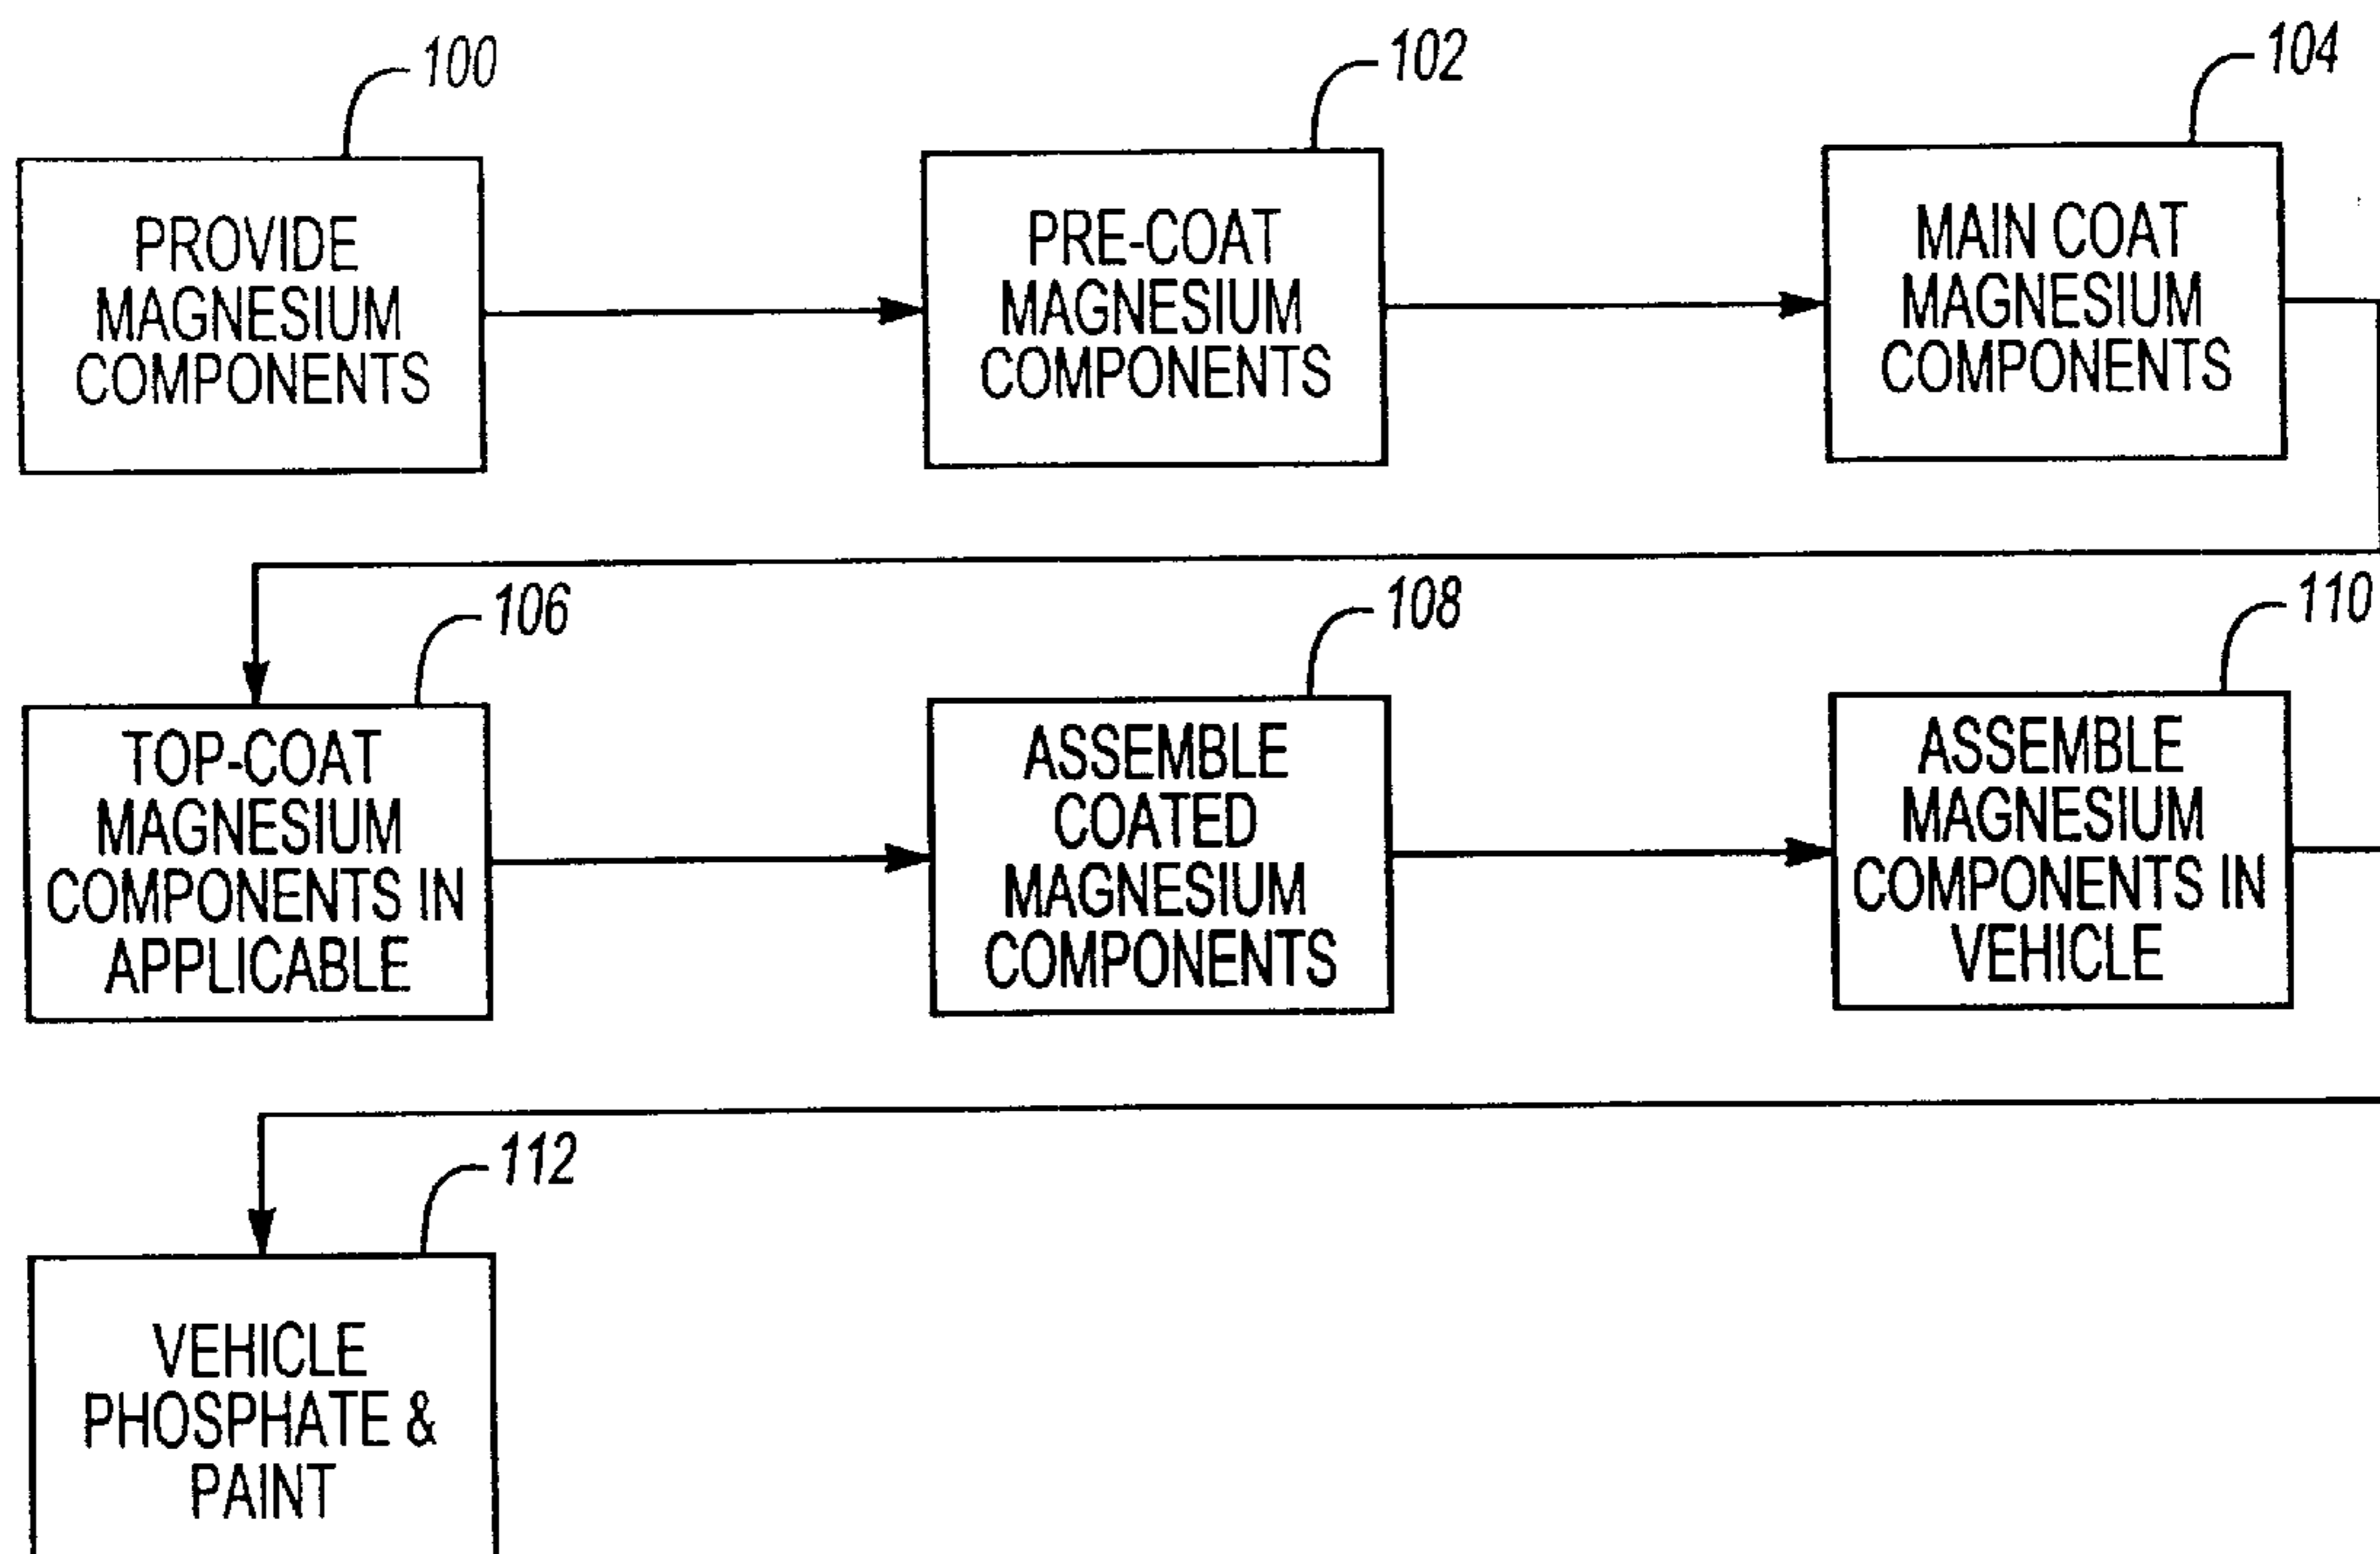 100
PROVIDE
MAGNESIUM
COMPONENTS
102
PRE-COAT
MAGNESIUM
COMPONENTS
104
MAIN COAT
MAGNESIUM
COMPONENTS
106
TOP-COAT
MAGNESIUM
COMPONENTS IN
APPLICABLE
108
ASSEMBLE
COATED
MAGNESIUM
COMPONENTS
110
ASSEMBLE
MAGNESIUM
COMPONENTS IN
VEHICLE
112
VEHICLE
PHOSPHATE &
PAINT